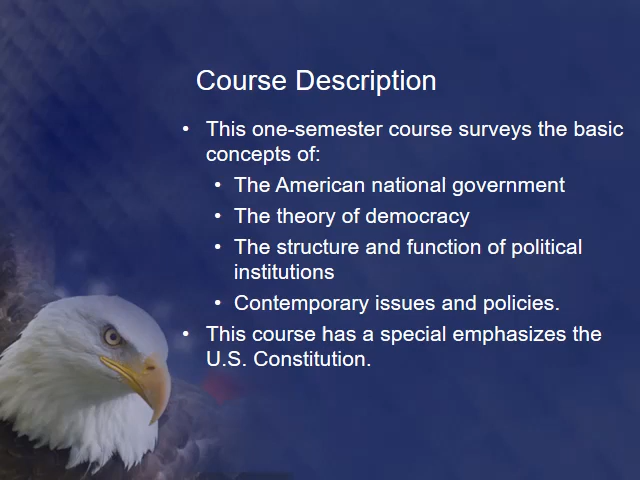 Course Description
• This one-semester course surveys the basic
concepts of:
• The American national government
• The theory of democracy
• The structure and function of political
institutions
• Contemporary issues and policies.
• This course has a special emphasizes the
U.S. Constitution.